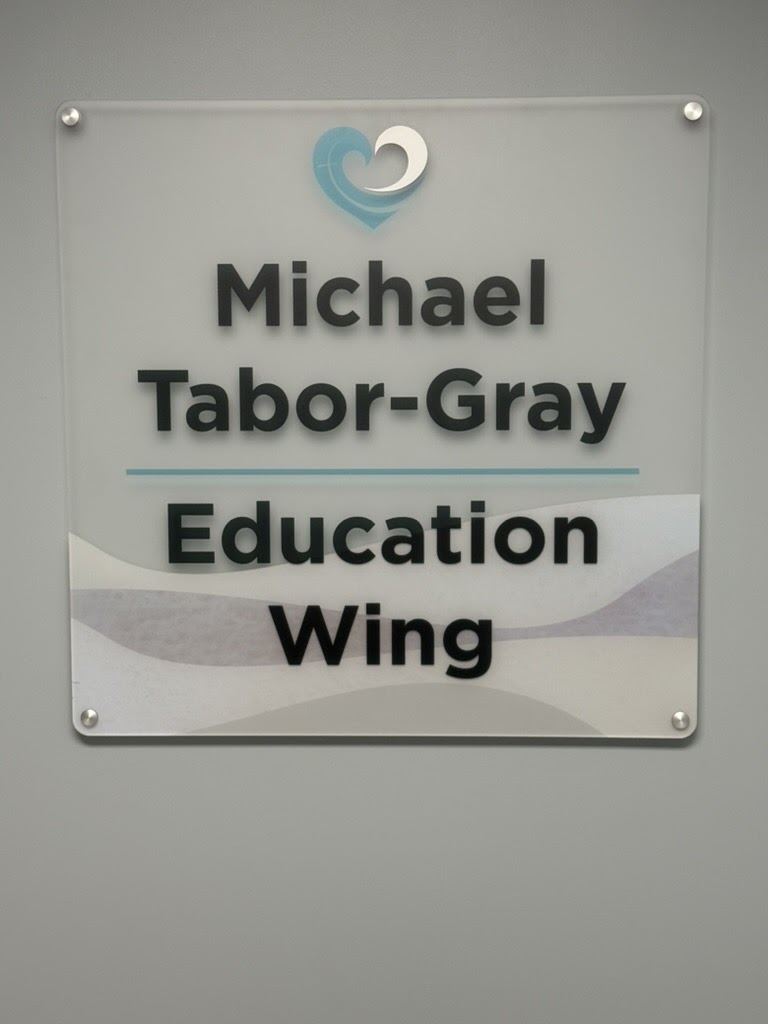 Michael
Tabor-Gray
Education
Wing